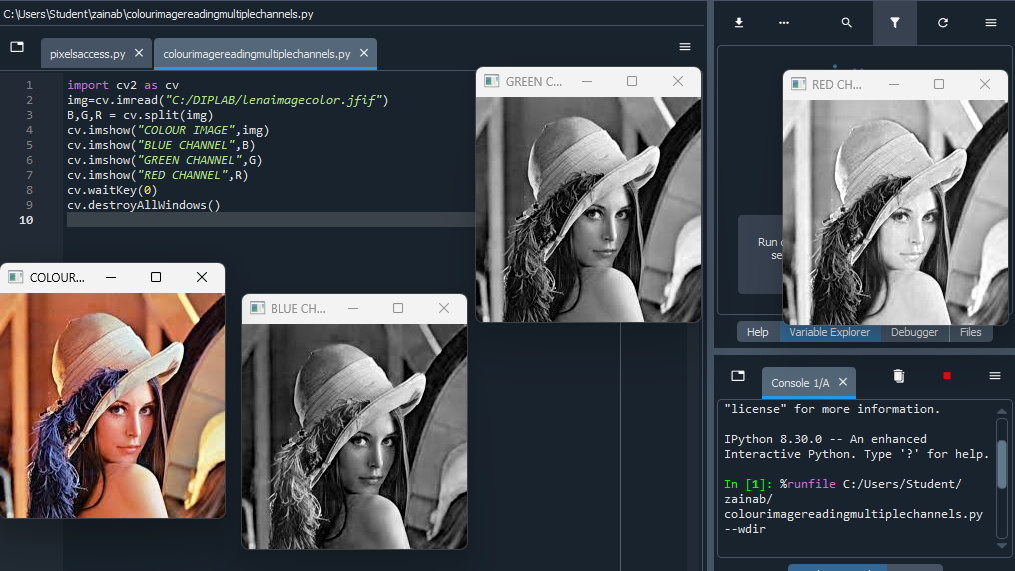 C:\Users\Student\zainab\colourimagereadingmultiplechannels.py
pixelsaccess.py
colourimagereadingmultiplechannels.py
1 import cv2 as cv
2 img=cv.imread("C:/DIPLAB/lenaimagecolor.jfif")
3 B,G,R = cv.split(img)
4 cv.imshow("COLOUR IMAGE",img)
5 cv.imshow("BLUE CHANNEL",B)
6 cv.imshow("GREEN CHANNEL",G)
7 cv.imshow("RED CHANNEL",R)
8 cv.waitKey(0)
9 cv.destroyAllWindows()
10
GREEN C...
RED CH...
COLOUR...
BLUE CH...
Run
se
Help Variable Explorer Debugger Files
Console 1/A
"license" for more information.
IPython 8.30.0 -- An enhanced
Interactive Python. Type '?' for help.
In [1]: %runfile C:/Users/Student/
zainab/
colourimagereadingmultiplechannels.py
--wdir